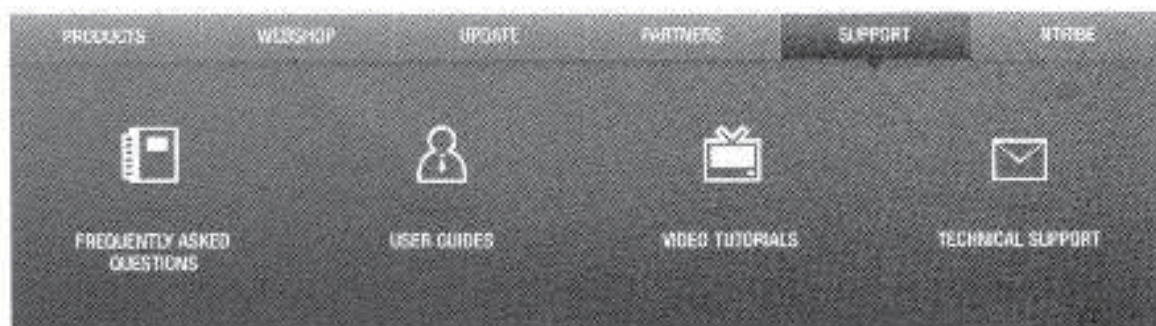 PRODUCTS WEBSHOP UPDATE PARTNERS SUPPORT NTRIBE
FREQUENTLY ASKED
QUESTIONS
USER GUIDES
VIDEO TUTORIALS
TECHNICAL SUPPORT